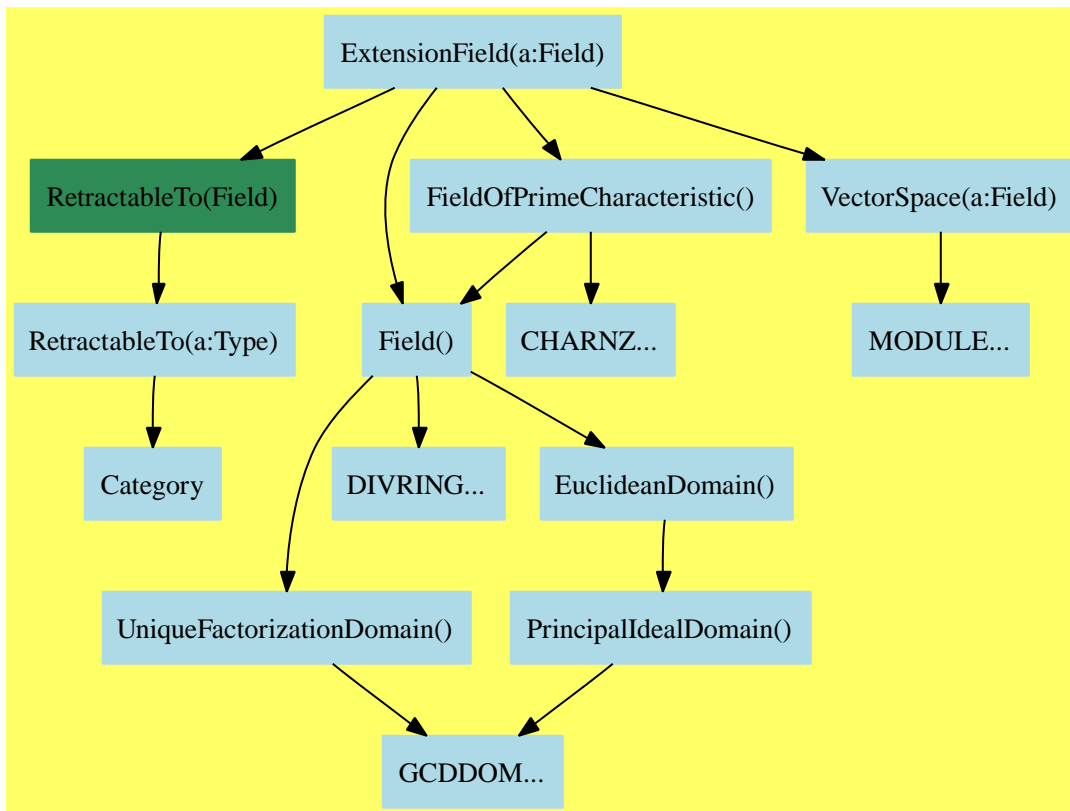 ExtensionField(a:Field)
RetractableTo(Field)
FieldOfPrimeCharacteristic()
VectorSpace(a:Field)
RetractableTo(a:Type)
Field()
CHARNZ...
MODULE...
Category
DIVRING...
EuclideanDomain()
UniqueFactorizationDomain()
PrincipalIdealDomain()
GCDDOM...